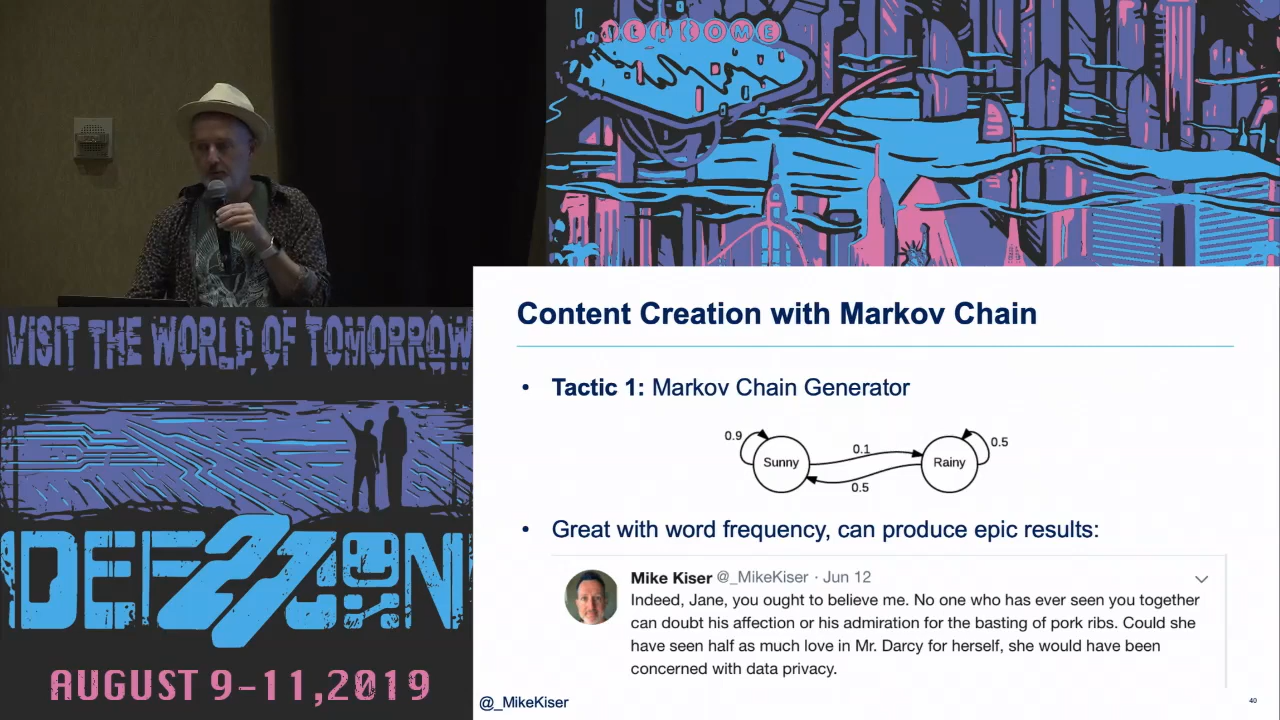 WELCOME
VISIT THE WORLD OF TOMORROW
DEFCON
27
AUGUST 9-11,2019
Content Creation with Markov Chain
• Tactic 1: Markov Chain Generator
0.9
Sunny
0.1
0.5
Rainy
0.5
• Great with word frequency, can produce epic results:
Mike Kiser @_MikeKiser · Jun 12
Indeed, Jane, you ought to believe me. No one who has ever seen you together
can doubt his affection or his admiration for the basting of pork ribs. Could she
have seen half as much love in Mr. Darcy for herself, she would have been
concerned with data privacy.
@_MikeKiser
40